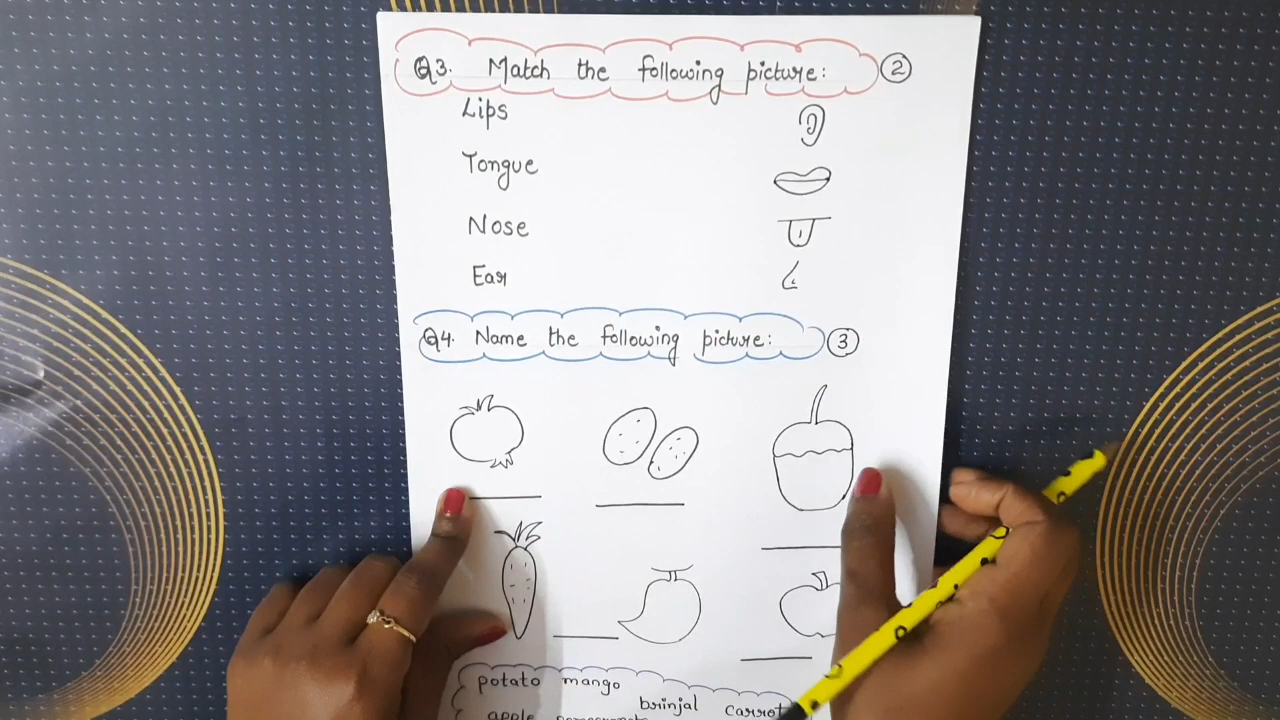 Q3. Match the following picture: 2
Lips
Tongue
Nose
Ear
Q4. Name the following picture: 3
potato mango
brinjal carrot
apple